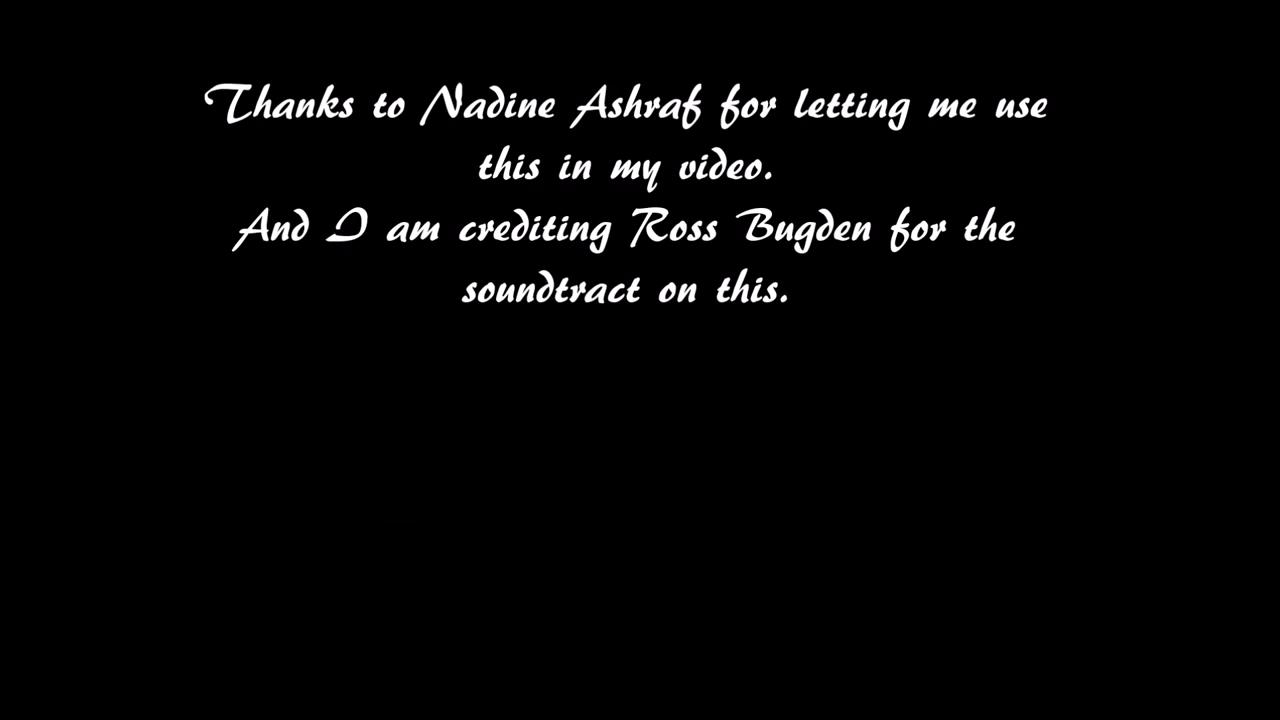 Thanks to Nadine Ashraf for letting me use
this in my video.
And I am crediting Ross Bugden for the
soundtract on this.